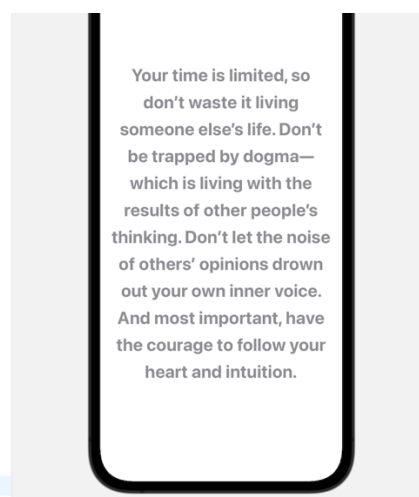 Your time is limited, so
don’t waste it living
someone else’s life. Don’t
be trapped by dogma—
which is living with the
results of other people’s
thinking. Don’t let the noise
of others’ opinions drown
out your own inner voice.
And most important, have
the courage to follow your
heart and intuition.